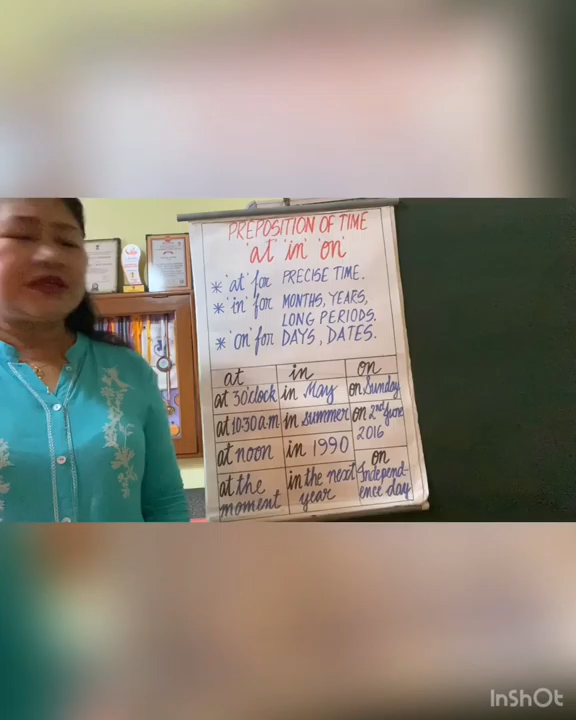 PREPOSITION OF TIME
'at' 'in' 'on'
* 'at' for PRECISE TIME.
* 'in' for MONTHS, YEARS,
LONG PERIODS.
* 'on' for DAYS, DATES.
at in on
at 3O'clock in May on Sunday
at 10.30 a.m in summer on 2nd June
2016
at noon in 1990
on
at the in the next Independ-
moment year ence day
InShOt